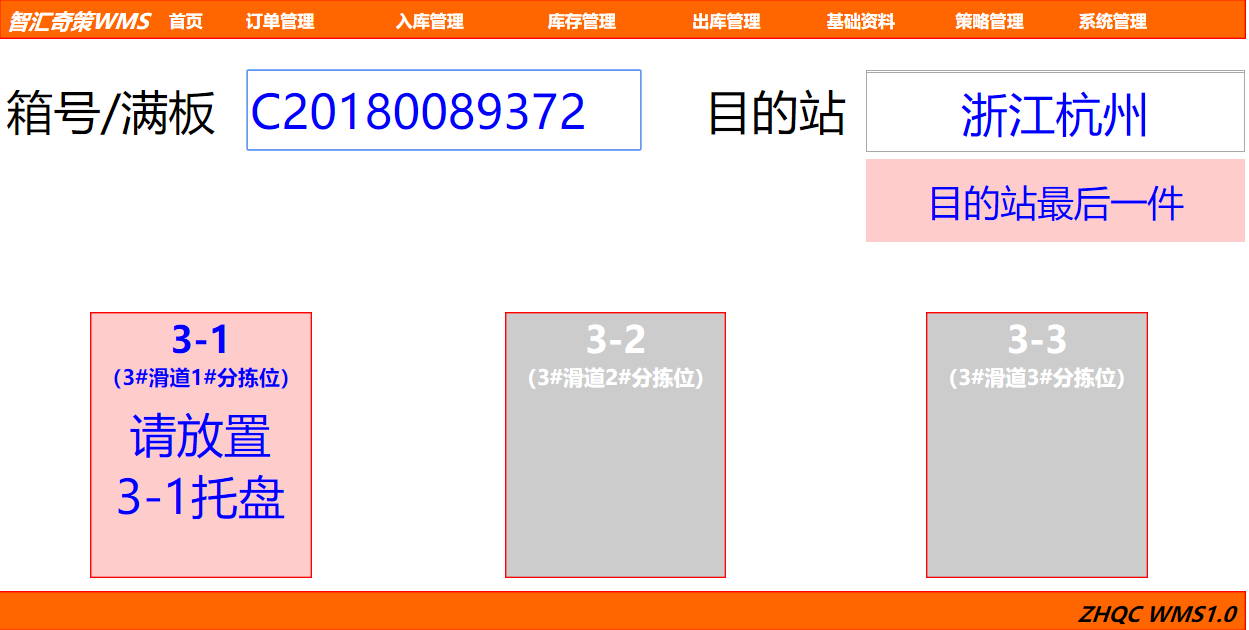 智汇奇策WMS 首页 订单管理 入库管理 库存管理 出库管理 基础资料 策略管理 系统管理
箱号/满板 C20180089372 目的站 浙江杭州
目的站最后一件
3-1
(3#滑道1#分拣位)
请放置
3-1托盘
3-2
(3#滑道2#分拣位)
3-3
(3#滑道3#分拣位)
ZHQC WMS1.0